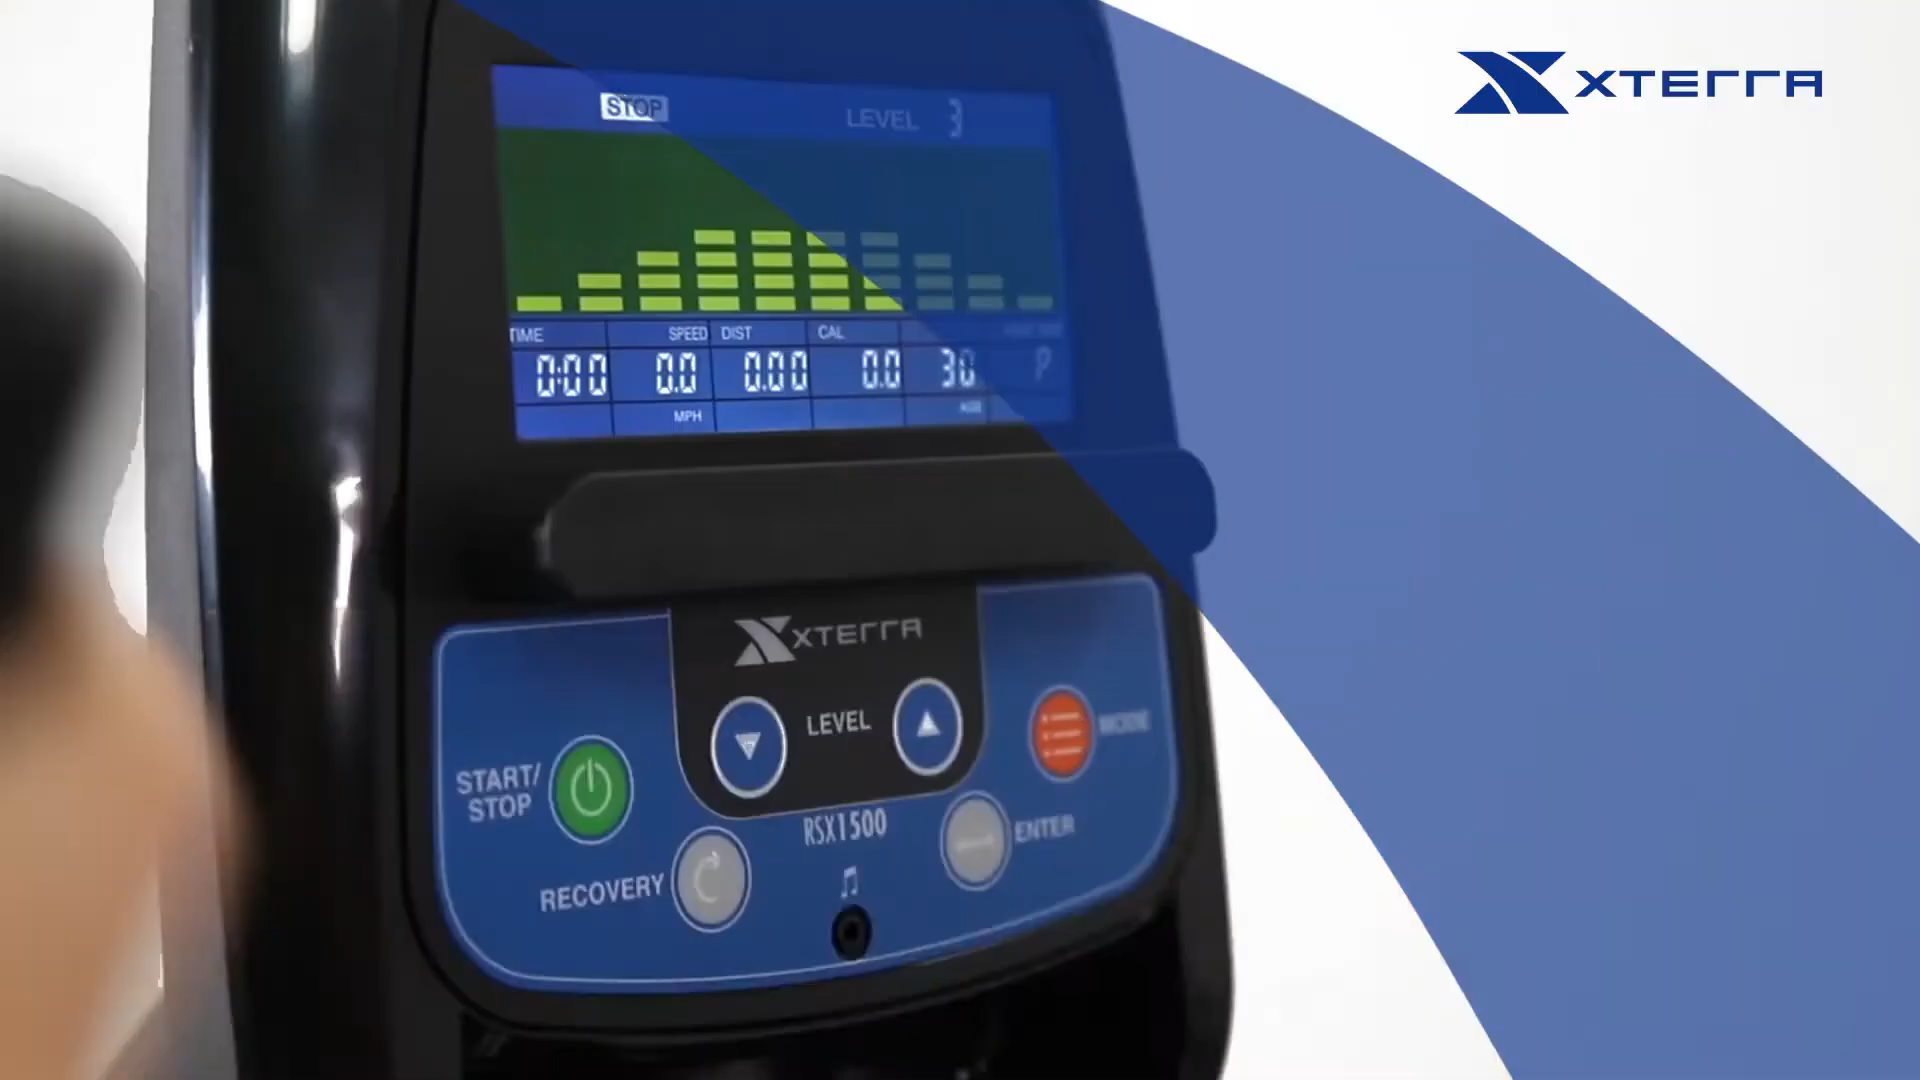 XTERRA
STOP LEVEL 3
TIME SPEED DIST CAL
0:00 0.0 0.00 0.0 30 P
MPH AGE
XTERRA
LEVEL
START/
STOP
MODE
RSX1500
ENTER
RECOVERY